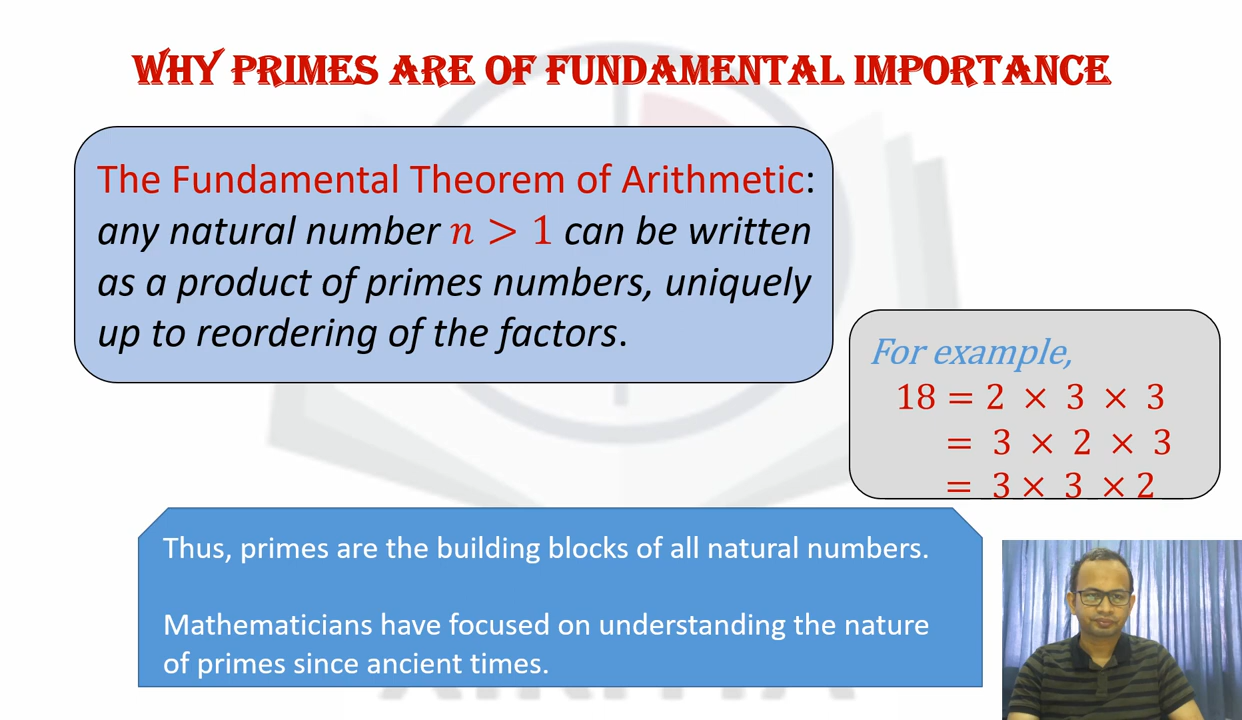 WHY PRIMES ARE OF FUNDAMENTAL IMPORTANCE
The Fundamental Theorem of Arithmetic:
any natural number n > 1 can be written
as a product of primes numbers, uniquely
up to reordering of the factors.
For example,
18 = 2 × 3 × 3
= 3 × 2 × 3
= 3 × 3 × 2
Thus, primes are the building blocks of all natural numbers.
Mathematicians have focused on understanding the nature
of primes since ancient times.